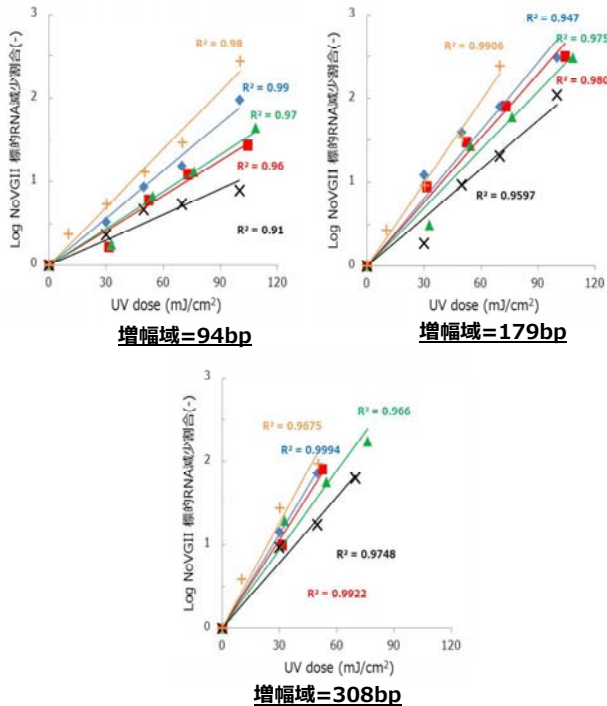 Log NoVGII 標的RNA減少割合(-)
3
2
1
0
0 30 60 90 120
R² = 0.98
R² = 0.99
R² = 0.97
R² = 0.96
R² = 0.91
UV dose (mJ/cm²)
増幅域=94bp
Log NoVGII 標的RNA減少割合(-)
3
2
1
0
0 30 60 90 120
R² = 0.947
R² = 0.975
R² = 0.9906
R² = 0.980
R² = 0.9597
UV dose (mJ/cm²)
増幅域=179bp
Log NoVGII 標的RNA減少割合(-)
3
2
1
0
0 30 60 90 120
R² = 0.966
R² = 0.9675
R² = 0.9994
R² = 0.9748
R² = 0.9922
UV dose (mJ/cm²)
増幅域=308bp